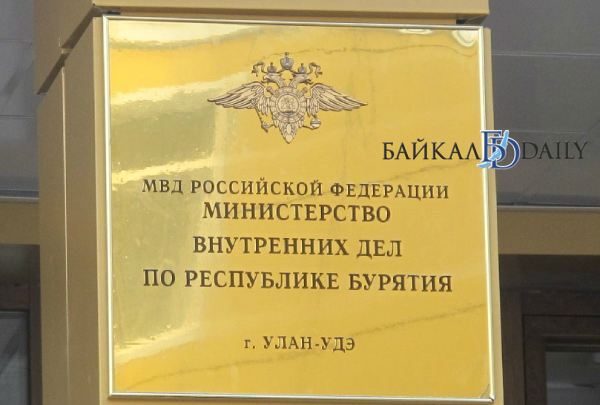 БАЙКАЛ DAILY
МВД РОССИЙСКОЙ ФЕДЕРАЦИИ
МИНИСТЕРСТВО
ВНУТРЕННИХ ДЕЛ
ПО РЕСПУБЛИКЕ БУРЯТИЯ
г. УЛАН-УДЭ